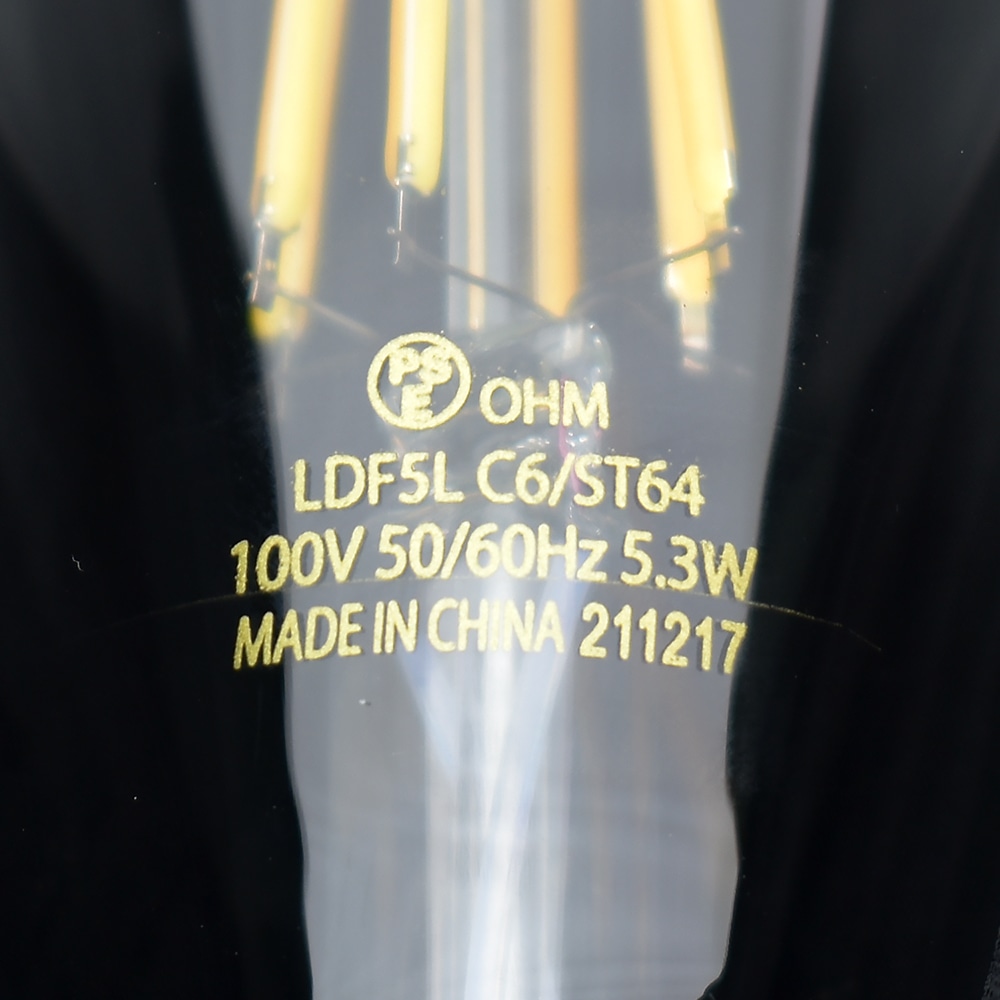 PSE OHM
LDF5L C6/ST64
100V 50/60Hz 5.3W
MADE IN CHINA 211217